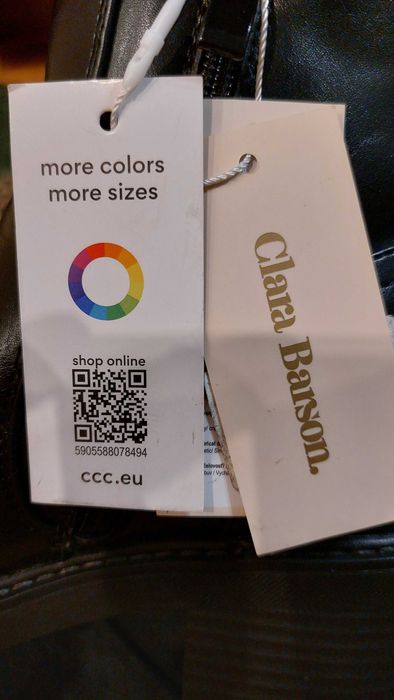 more colors
more sizes
shop online
5905588078494
ccc.eu
Clara Barson.